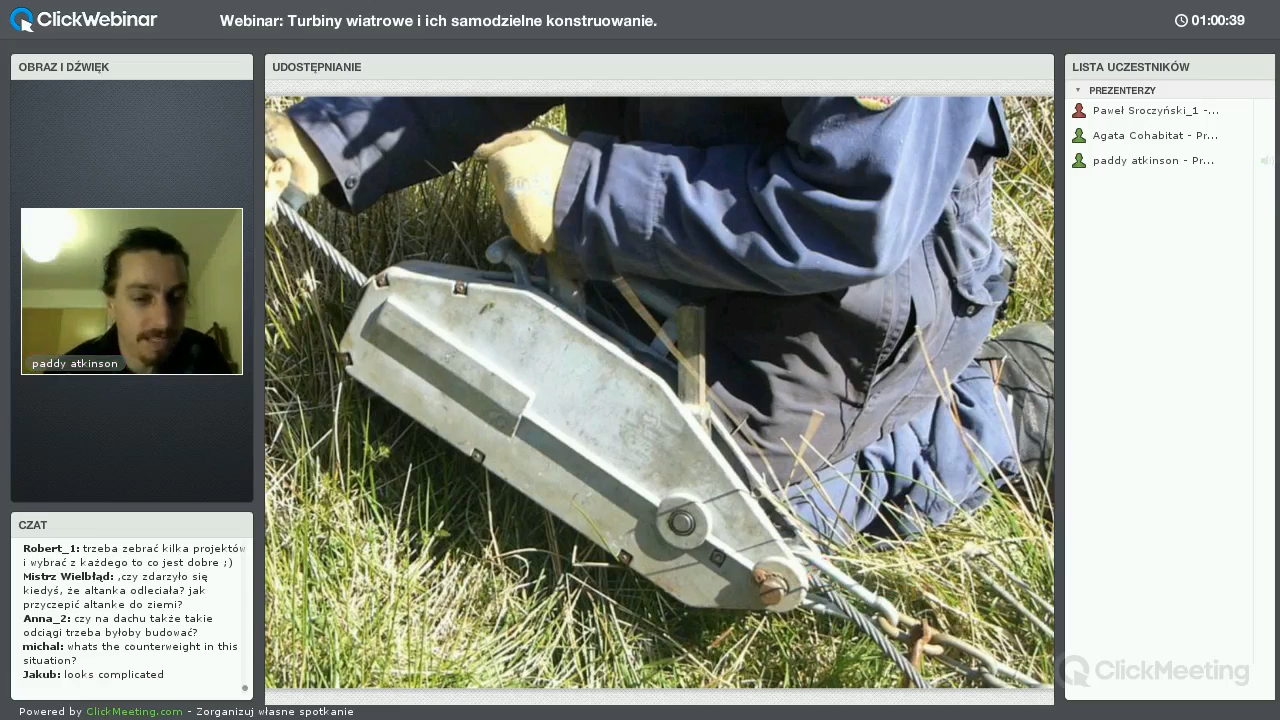 ClickWebinar
Webinar: Turbiny wiatrowe i ich samodzielne konstruowanie.
01:00:39
OBRAZ I DŹWIĘK
UDOSTĘPNIANIE
LISTA UCZESTNIKÓW
PREZENTERZY
Paweł Sroczyński_1 -...
Agata Cohabitat - Pr...
paddy atkinson - Pr...
paddy atkinson
CZAT
Robert_1: trzeba zebrać kilka projektów
i wybrać z każdego to co jest dobre ;)
Mistrz Wielbłąd: ,czy zdarzyło się
kiedyś, że altanka odleciała? jak
przyczepić altanke do ziemi?
Anna_2: czy na dachu także takie
odciągi trzeba byłoby budować?
michal: whats the counterweight in this
situation?
Jakub: looks complicated
ClickMeeting
Powered by ClickMeeting.com - Zorganizuj własne spotkanie